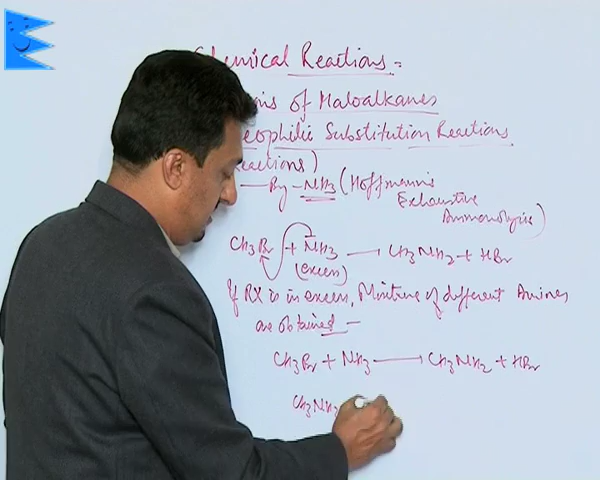 Chemical Reactions =
of Haloalkanes
Substitution Reactions
Reactions)
— By — NH3 (Hoffmann's
Exhaustive
Ammonolysis)
CH3Br + NH3 ⟶ CH3NH2 + HBr
(excess)
If RX is in excess, Mixture of different Amines
are obtained —
CH3Br + NH3 ⟶ CH3NH2 + HBr